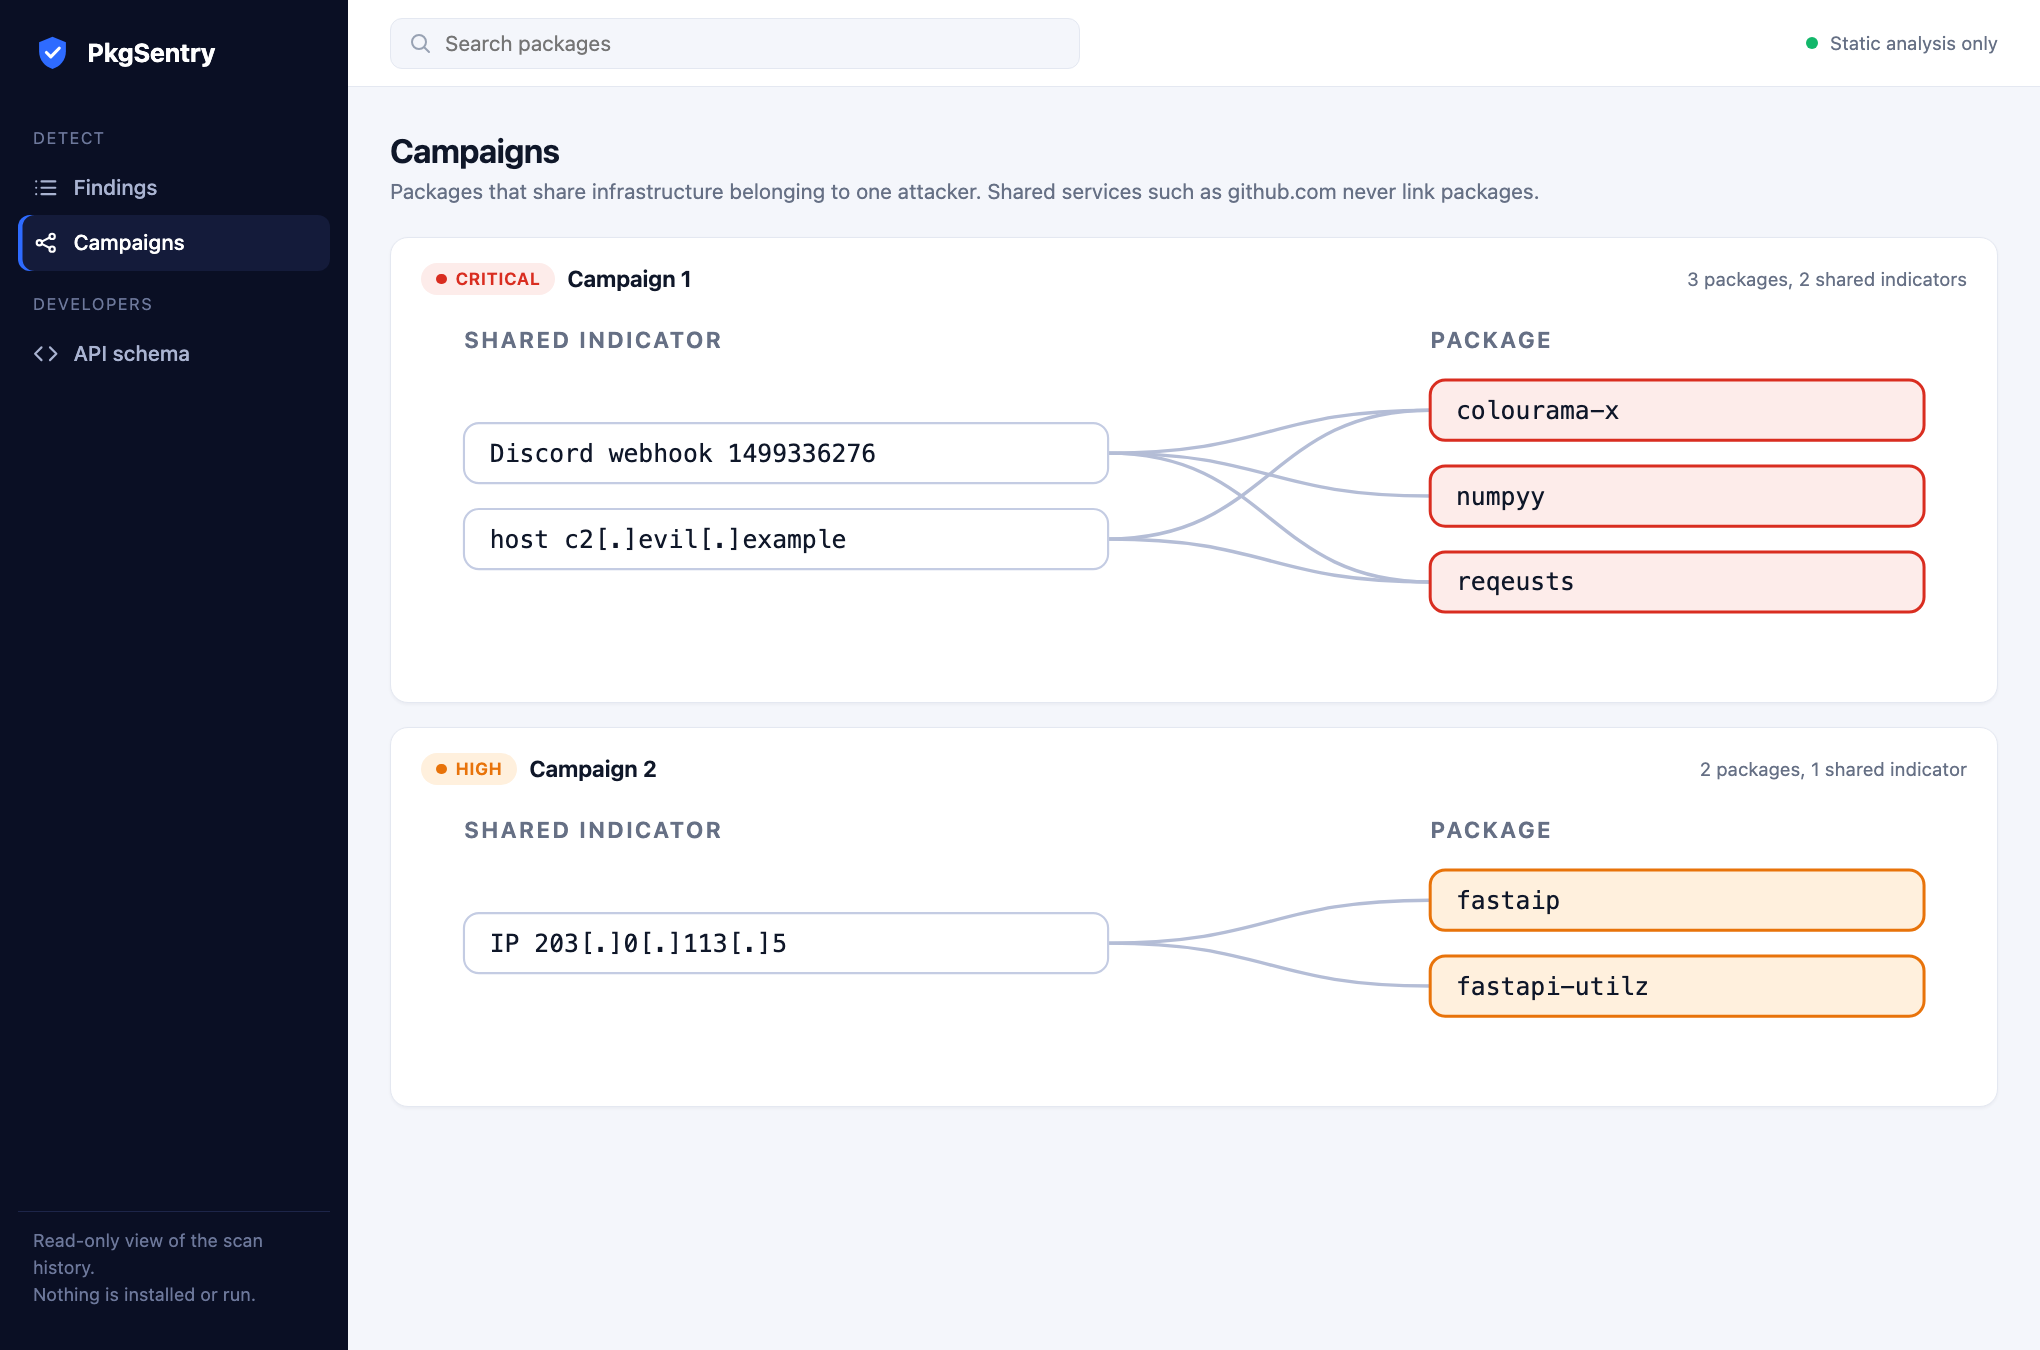 PkgSentry
DETECT
Findings
Campaigns
DEVELOPERS
API schema
Read-only view of the scan
history.
Nothing is installed or run.
Search packages
Static analysis only
Campaigns
Packages that share infrastructure belonging to one attacker. Shared services such as github.com never link packages.
CRITICAL Campaign 1
3 packages, 2 shared indicators
SHARED INDICATOR
PACKAGE
Discord webhook 1499336276
host c2[.]evil[.]example
colourama-x
numpyy
reqeusts
HIGH Campaign 2
2 packages, 1 shared indicator
SHARED INDICATOR
PACKAGE
IP 203[.]0[.]113[.]5
fastaip
fastapi-utilz